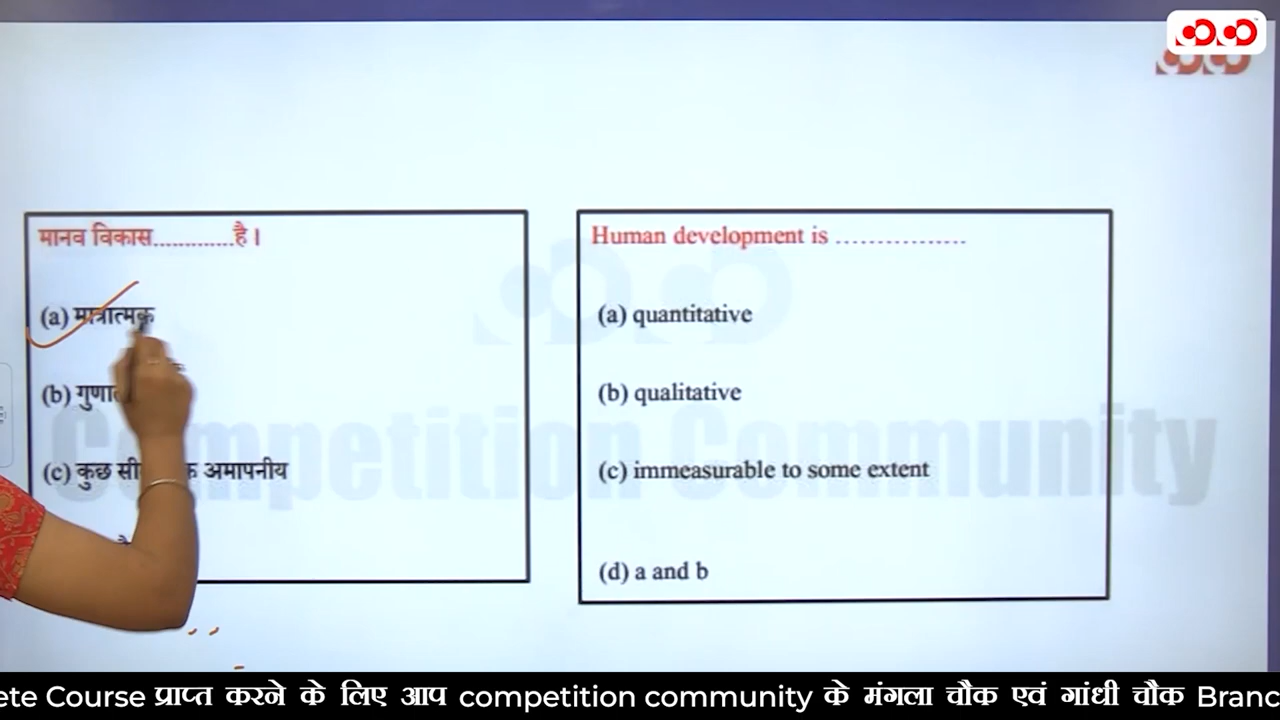 मानव विकास.............है।
(a) मात्रात्मक
(b)
(c) कुछ अमापनीय
Human development is ................
(a) quantitative
(b) qualitative
(c) immeasurable to some extent
(d) a and b
Competition Community
ete Course प्राप्त करने के लिए आप competition community के मंगला चौक एवं गांधी चौक Branc